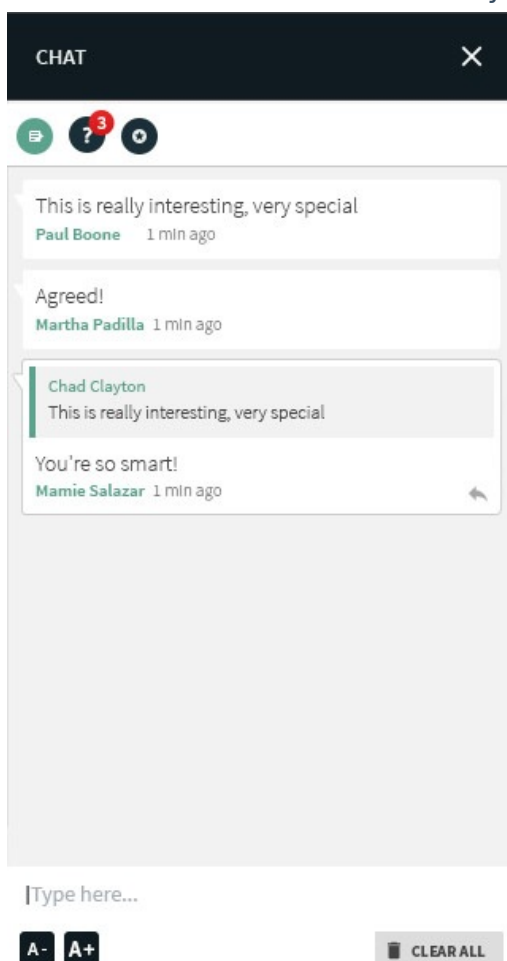 CHAT
?
3
This is really interesting, very special
Paul Boone 1 min ago
Agreed!
Martha Padilla 1 min ago
Chad Clayton
This is really interesting, very special
You're so smart!
Mamie Salazar 1 min ago
Type here...
A- A+ CLEAR ALL